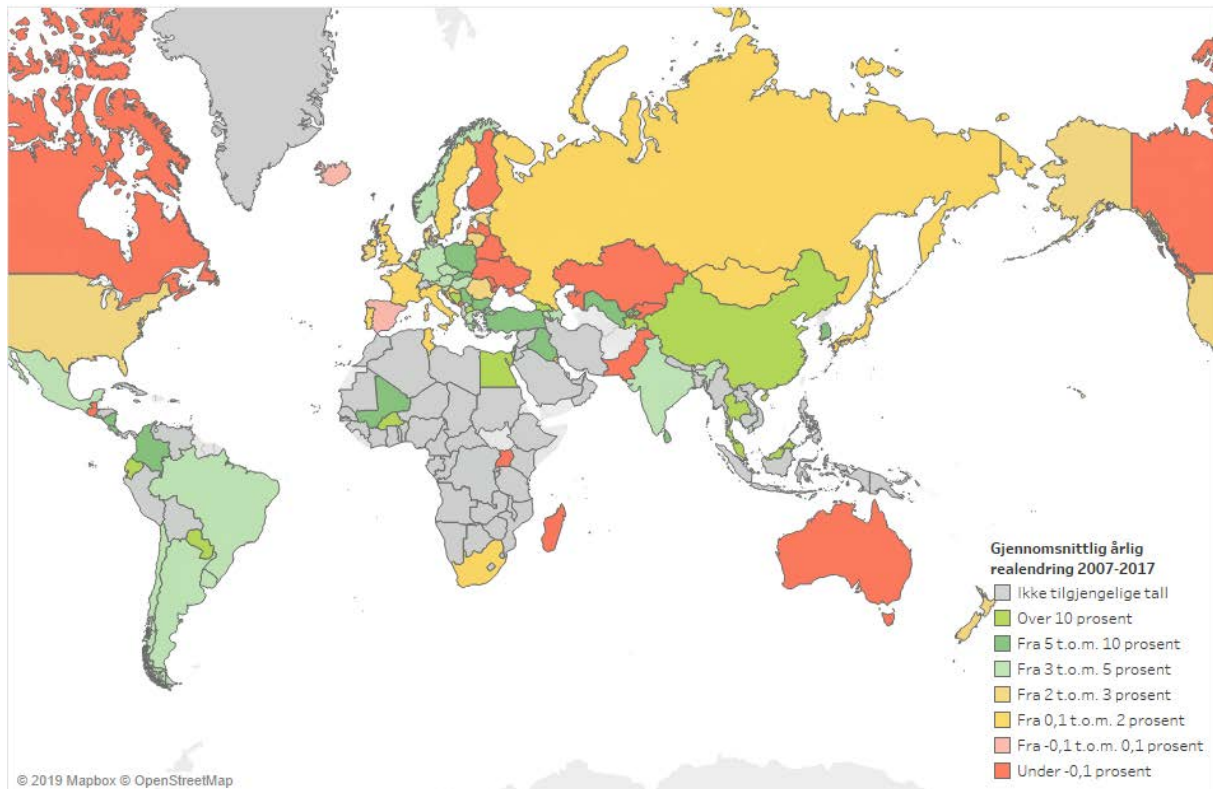 Gjennomsnittlig årlig
realendring 2007-2017
Ikke tilgjengelige tall
Over 10 prosent
Fra 5 t.o.m. 10 prosent
Fra 3 t.o.m. 5 prosent
Fra 2 t.o.m. 3 prosent
Fra 0,1 t.o.m. 2 prosent
Fra -0,1 t.o.m. 0,1 prosent
Under -0,1 prosent
© 2019 Mapbox © OpenStreetMap